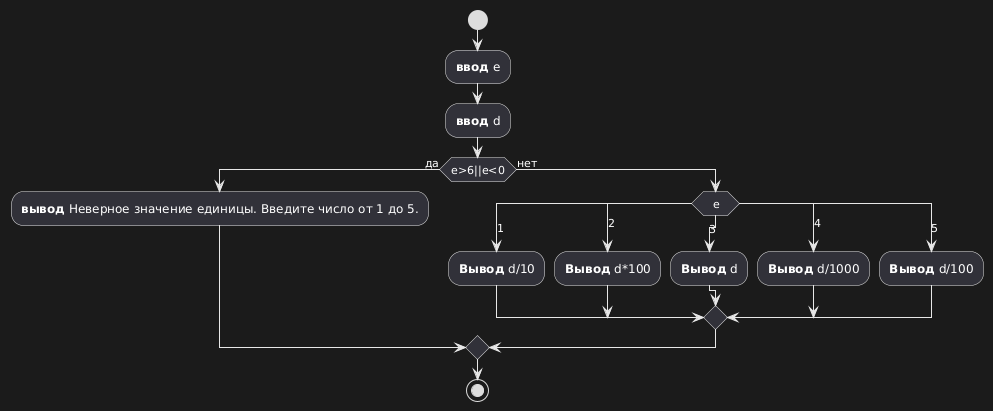 ввод e
ввод d
да
e>6||e<0
нет
вывод Неверное значение единицы. Введите число от 1 до 5.
e
1
2
3
4
5
Вывод d/10
Вывод d*100
Вывод d
Вывод d/1000
Вывод d/100